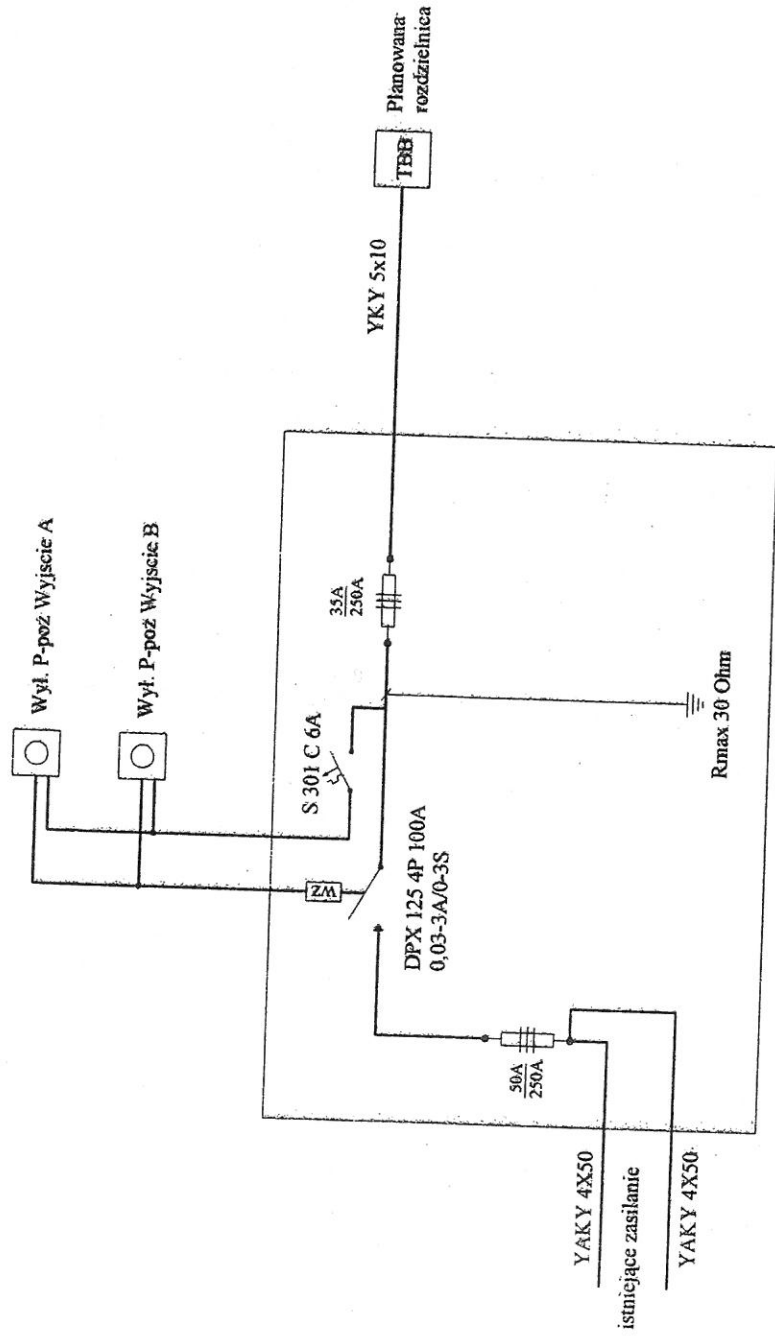 Wył. P-poż Wyjscie A
Wył. P-poż Wyjscie B
S 301 C 6A
WZ
DPX 125 4P 100A
0,03-3A/0-3S
35A
250A
YKY 5x10
TBB
Planowana
rozdzielnica
50A
250A
Rmax 30 Ohm
YAKY 4X50
istniejące zasilanie
YAKY 4X50